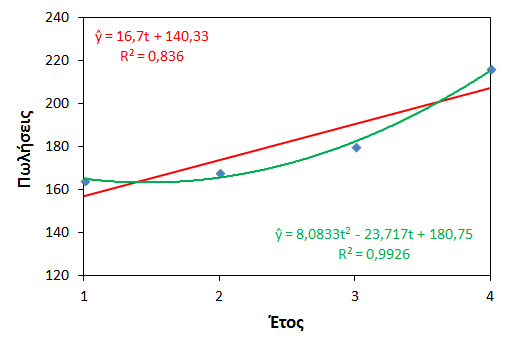 240
220
200
180
160
140
120
ŷ = 16,7t + 140,33
R² = 0,836
ŷ = 8,0833t² - 23,717t + 180,75
R² = 0,9926
Πωλήσεις
1 2 3 4
Έτος